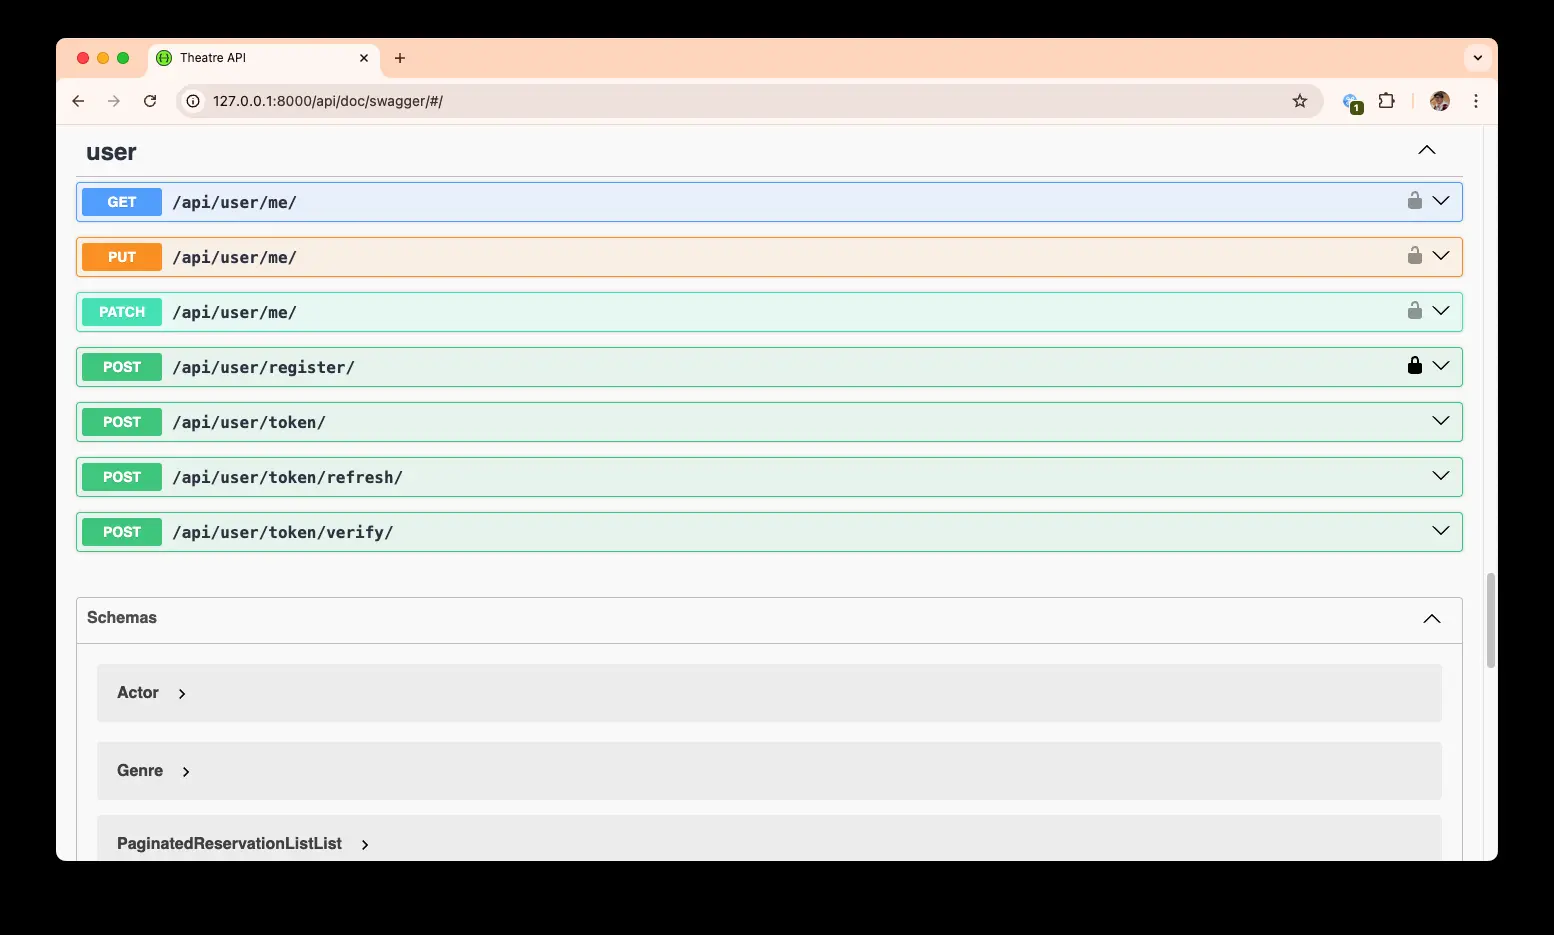 Theatre API
127.0.0.1:8000/api/doc/swagger/#/
1
user
GET /api/user/me/
PUT /api/user/me/
PATCH /api/user/me/
POST /api/user/register/
POST /api/user/token/
POST /api/user/token/refresh/
POST /api/user/token/verify/
Schemas
Actor
Genre
PaginatedReservationListList